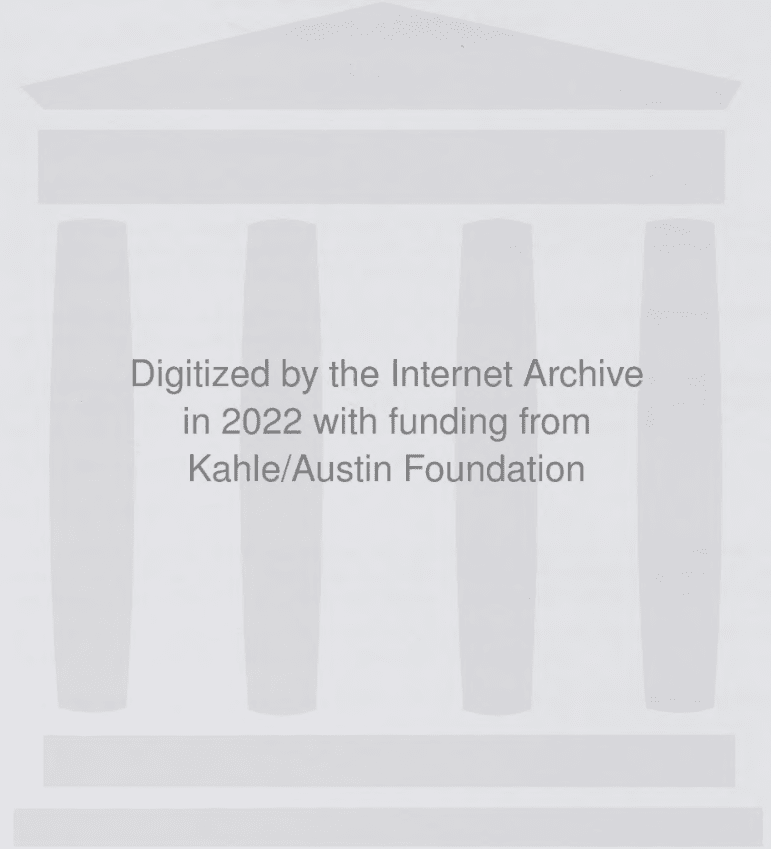 Digitized by the Internet Archive
in 2022 with funding from
Kahle/Austin Foundation